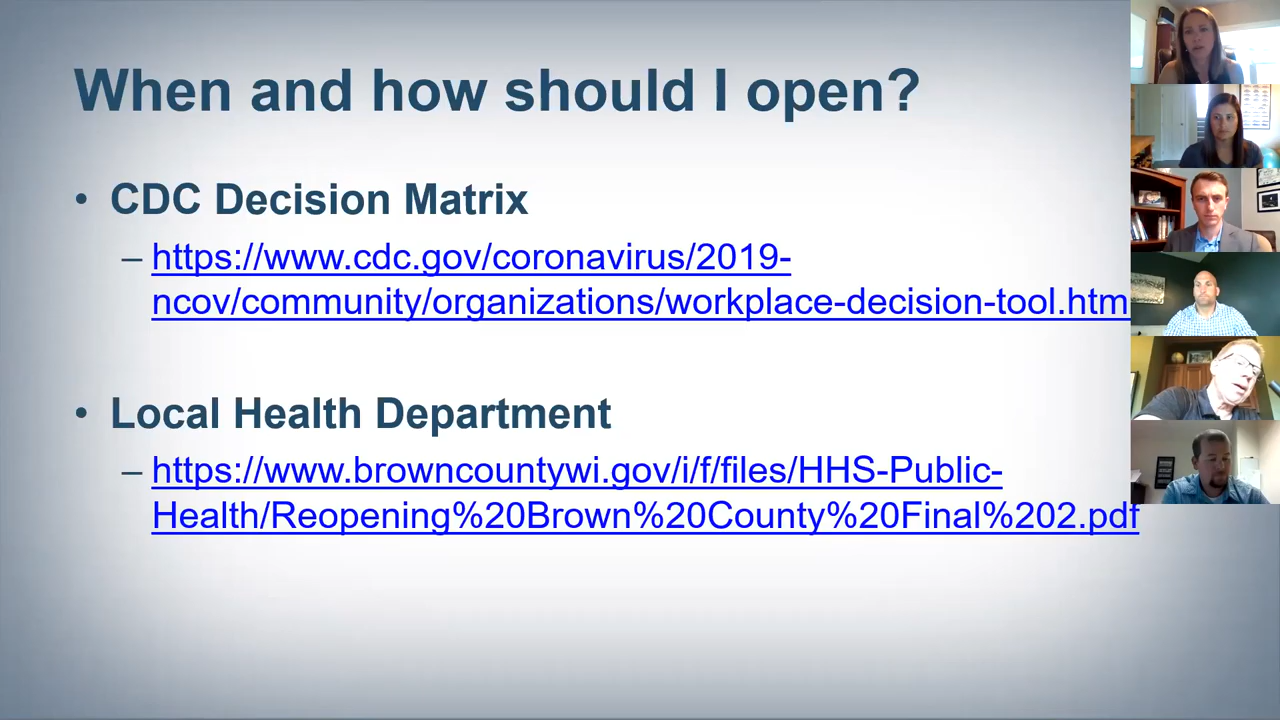 When and how should I open?
• CDC Decision Matrix
– https://www.cdc.gov/coronavirus/2019-
ncov/community/organizations/workplace-decision-tool.htm
• Local Health Department
– https://www.browncountywi.gov/i/f/files/HHS-Public-
Health/Reopening%20Brown%20County%20Final%202.pdf